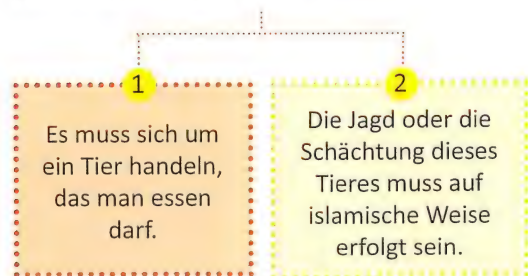 1
Es muss sich um
ein Tier handeln,
das man essen
darf.
2
Die Jagd oder die
Schächtung dieses
Tieres muss auf
islamische Weise
erfolgt sein.